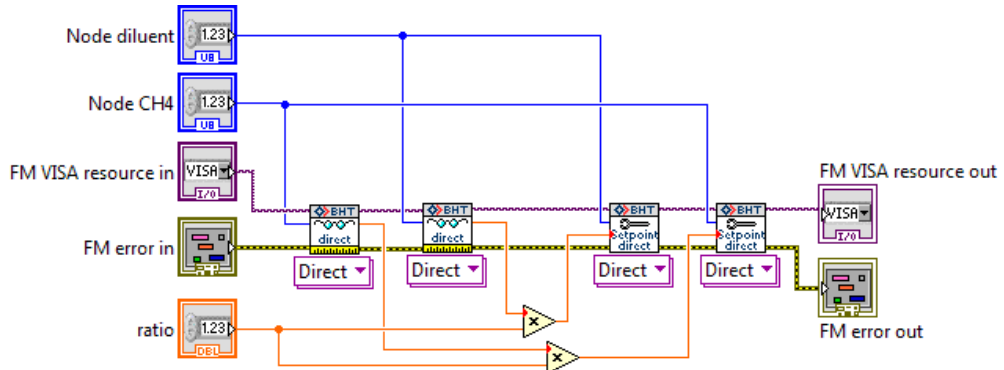 Node diluent
1.23
U8
Node CH4
1.23
U8
FM VISA resource in
VISA
I/O
FM error in
ratio
1.23
DBL
BHT
direct
Direct
BHT
direct
Direct
BHT
Setpoint
direct
Direct
BHT
Setpoint
direct
Direct
x
x
FM VISA resource out
VISA
I/O
FM error out